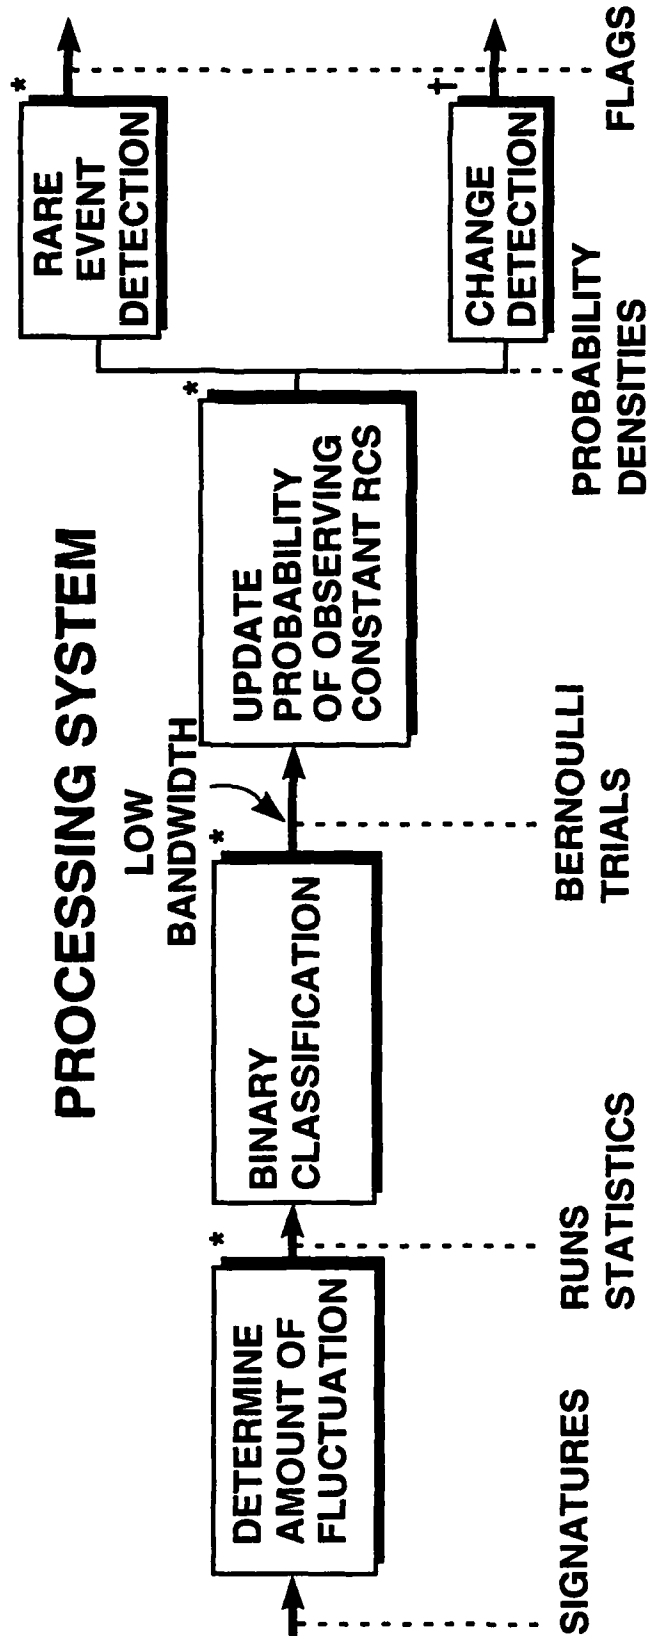 PROCESSING SYSTEM
DETERMINE
AMOUNT OF
FLUCTUATION
*
BINARY
CLASSIFICATION
*
LOW
BANDWIDTH
UPDATE
PROBABILITY
OF OBSERVING
CONSTANT RCS
*
RARE
EVENT
DETECTION
*
CHANGE
DETECTION
†
SIGNATURES
RUNS
STATISTICS
BERNOULLI
TRIALS
PROBABILITY
DENSITIES
FLAGS